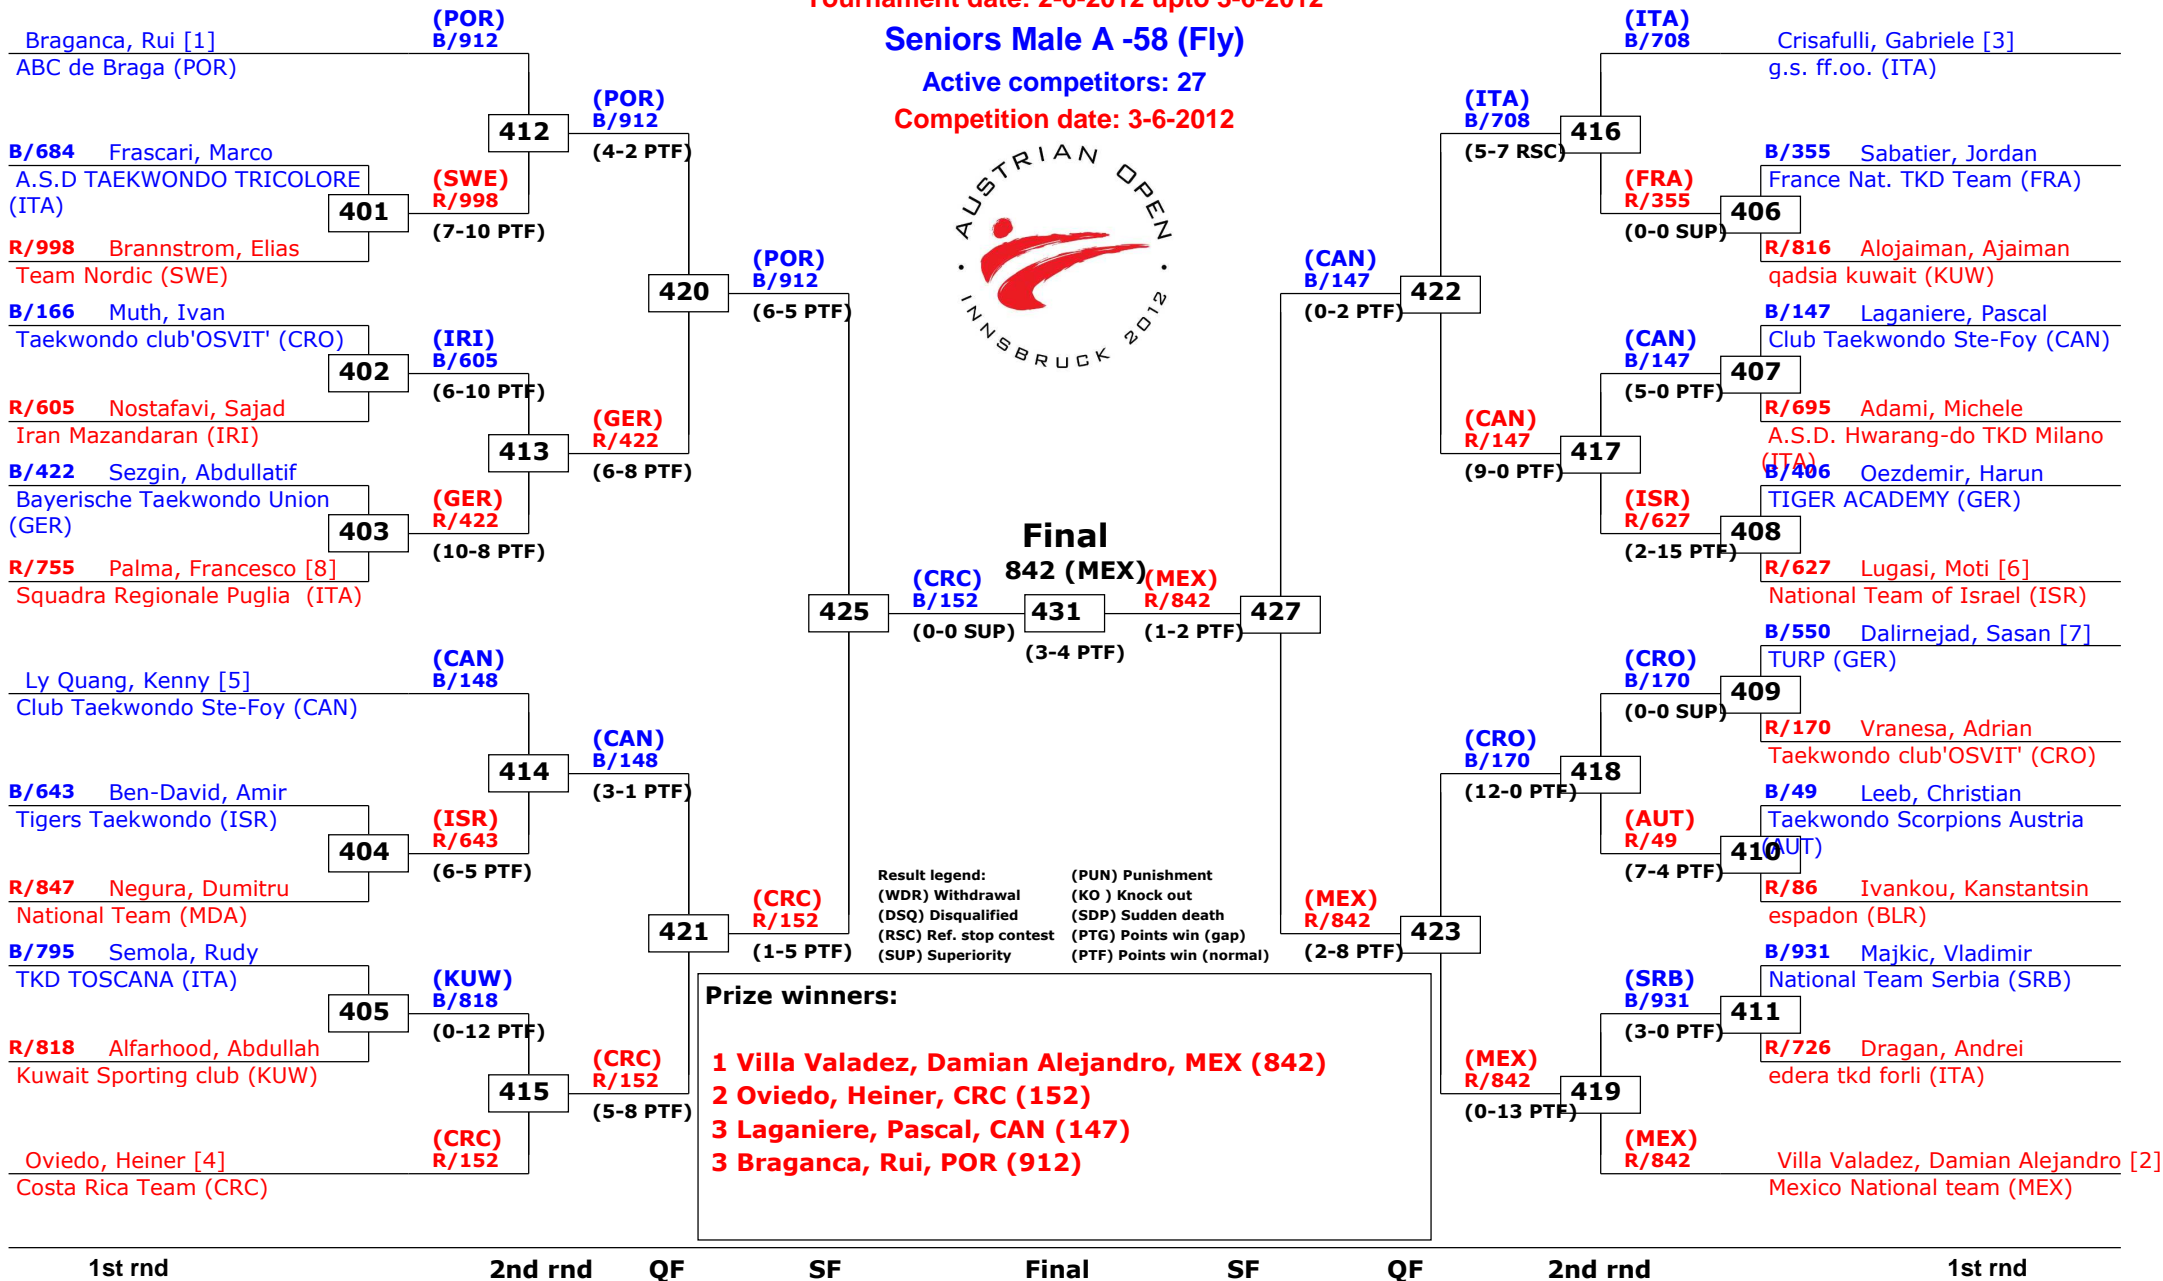 Tournament date: 2-6-2012 upto 3-6-2012
Seniors Male A -58 (Fly)
Active competitors: 27
Competition date: 3-6-2012
AUSTRIAN OPEN
INNSBRUCK 2012
Braganca, Rui [1]
ABC de Braga (POR)
B/684 Frascari, Marco
A.S.D TAEKWONDO TRICOLORE
(ITA)
401
R/998 Brannstrom, Elias
Team Nordic (SWE)
B/166 Muth, Ivan
Taekwondo club'OSVIT' (CRO)
402
R/605 Nostafavi, Sajad
Iran Mazandaran (IRI)
B/422 Sezgin, Abdullatif
Bayerische Taekwondo Union
(GER)
403
R/755 Palma, Francesco [8]
Squadra Regionale Puglia (ITA)
Ly Quang, Kenny [5]
Club Taekwondo Ste-Foy (CAN)
B/643 Ben-David, Amir
Tigers Taekwondo (ISR)
404
R/847 Negura, Dumitru
National Team (MDA)
B/795 Semola, Rudy
TKD TOSCANA (ITA)
405
R/818 Alfarhood, Abdullah
Kuwait Sporting club (KUW)
Oviedo, Heiner [4]
Costa Rica Team (CRC)
(POR)
B/912
412
(SWE)
R/998
(7-10 PTF)
(IRI)
B/605
(6-10 PTF)
413
(GER)
R/422
(10-8 PTF)
(CAN)
B/148
414
(ISR)
R/643
(6-5 PTF)
(KUW)
B/818
(0-12 PTF)
415
(CRC)
R/152
(POR)
B/912
(4-2 PTF)
420
(GER)
R/422
(6-8 PTF)
(CAN)
B/148
(3-1 PTF)
421
(CRC)
R/152
(5-8 PTF)
(POR)
B/912
(6-5 PTF)
425
(CRC)
R/152
(1-5 PTF)
(CRC)
B/152
(0-0 SUP)
Final
842 (MEX)
431
(3-4 PTF)
(MEX)
R/842
(1-2 PTF)
427
(CAN)
B/147
(0-2 PTF)
422
(MEX)
R/842
(2-8 PTF)
423
(ITA)
B/708
(5-7 RSC)
416
(CAN)
R/147
(9-0 PTF)
417
(CRO)
B/170
(12-0 PTF)
418
(MEX)
R/842
(0-13 PTF)
419
(ITA)
B/708
(FRA)
R/355
(0-0 SUP)
406
(CAN)
B/147
(5-0 PTF)
407
(ISR)
R/627
(2-15 PTF)
408
(CRO)
B/170
(0-0 SUP)
409
(AUT)
R/49
(7-4 PTF)
410
(SRB)
B/931
(3-0 PTF)
411
(MEX)
R/842
Crisafulli, Gabriele [3]
g.s. ff.oo. (ITA)
B/355 Sabatier, Jordan
France Nat. TKD Team (FRA)
R/816 Alojaiman, Ajaiman
qadsia kuwait (KUW)
B/147 Laganiere, Pascal
Club Taekwondo Ste-Foy (CAN)
R/695 Adami, Michele
A.S.D. Hwarang-do TKD Milano
(ITA)
B/406 Oezdemir, Harun
TIGER ACADEMY (GER)
R/627 Lugasi, Moti [6]
National Team of Israel (ISR)
B/550 Dalirnejad, Sasan [7]
TURP (GER)
R/170 Vranesa, Adrian
Taekwondo club'OSVIT' (CRO)
B/49 Leeb, Christian
Taekwondo Scorpions Austria
(AUT)
R/86 Ivankou, Kanstantsin
espadon (BLR)
B/931 Majkic, Vladimir
National Team Serbia (SRB)
R/726 Dragan, Andrei
edera tkd forli (ITA)
Villa Valadez, Damian Alejandro [2]
Mexico National team (MEX)
Result legend: (PUN) Punishment
(WDR) Withdrawal (KO ) Knock out
(DSQ) Disqualified (SDP) Sudden death
(RSC) Ref. stop contest (PTG) Points win (gap)
(SUP) Superiority (PTF) Points win (normal)
Prize winners:
1 Villa Valadez, Damian Alejandro, MEX (842)
2 Oviedo, Heiner, CRC (152)
3 Laganiere, Pascal, CAN (147)
3 Braganca, Rui, POR (912)
1st rnd 2nd rnd QF SF Final SF QF 2nd rnd 1st rnd